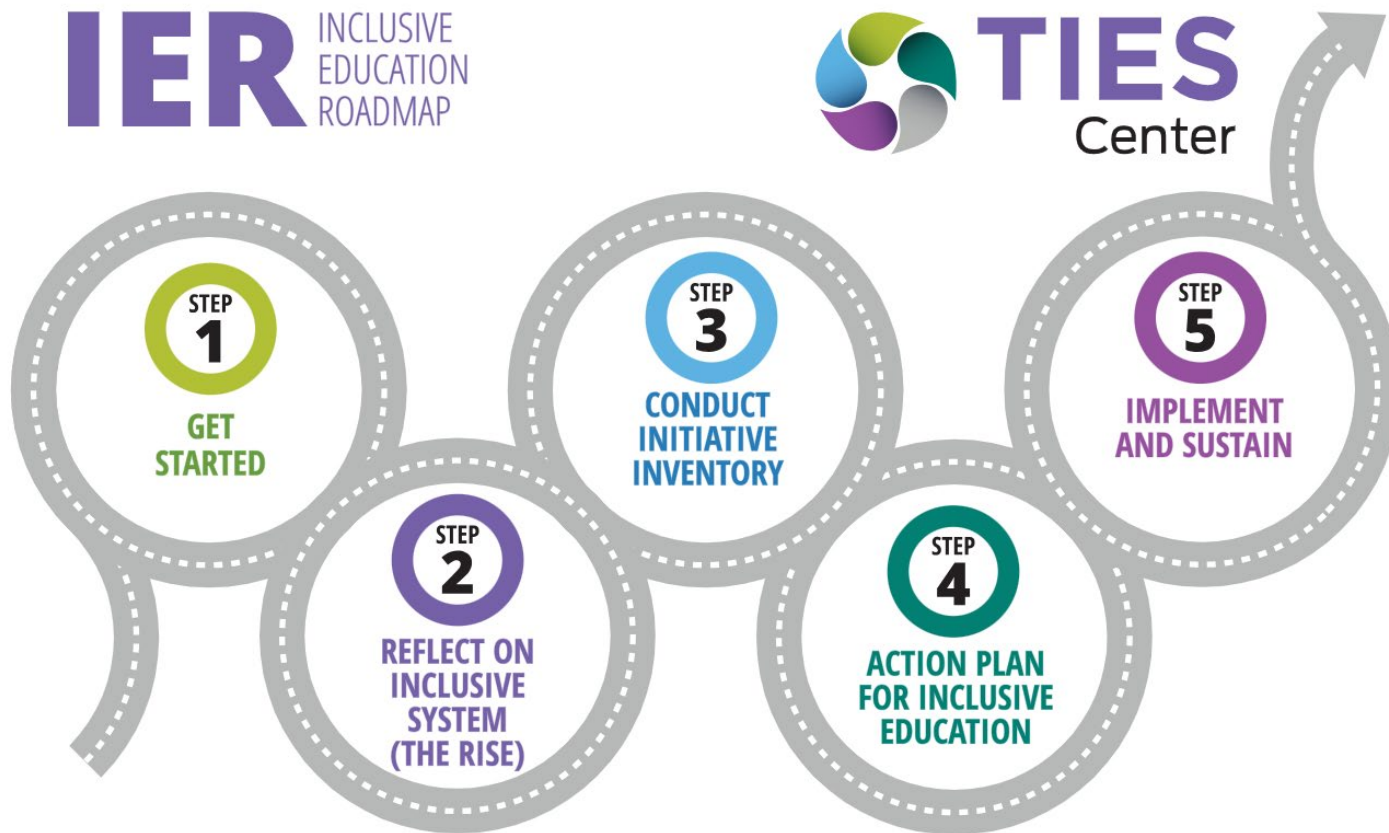 IER
INCLUSIVE
EDUCATION
ROADMAP
TIES
Center
STEP
1
GET
STARTED
STEP
2
REFLECT ON
INCLUSIVE
SYSTEM
(THE RISE)
STEP
3
CONDUCT
INITIATIVE
INVENTORY
STEP
4
ACTION PLAN
FOR INCLUSIVE
EDUCATION
STEP
5
IMPLEMENT
AND SUSTAIN